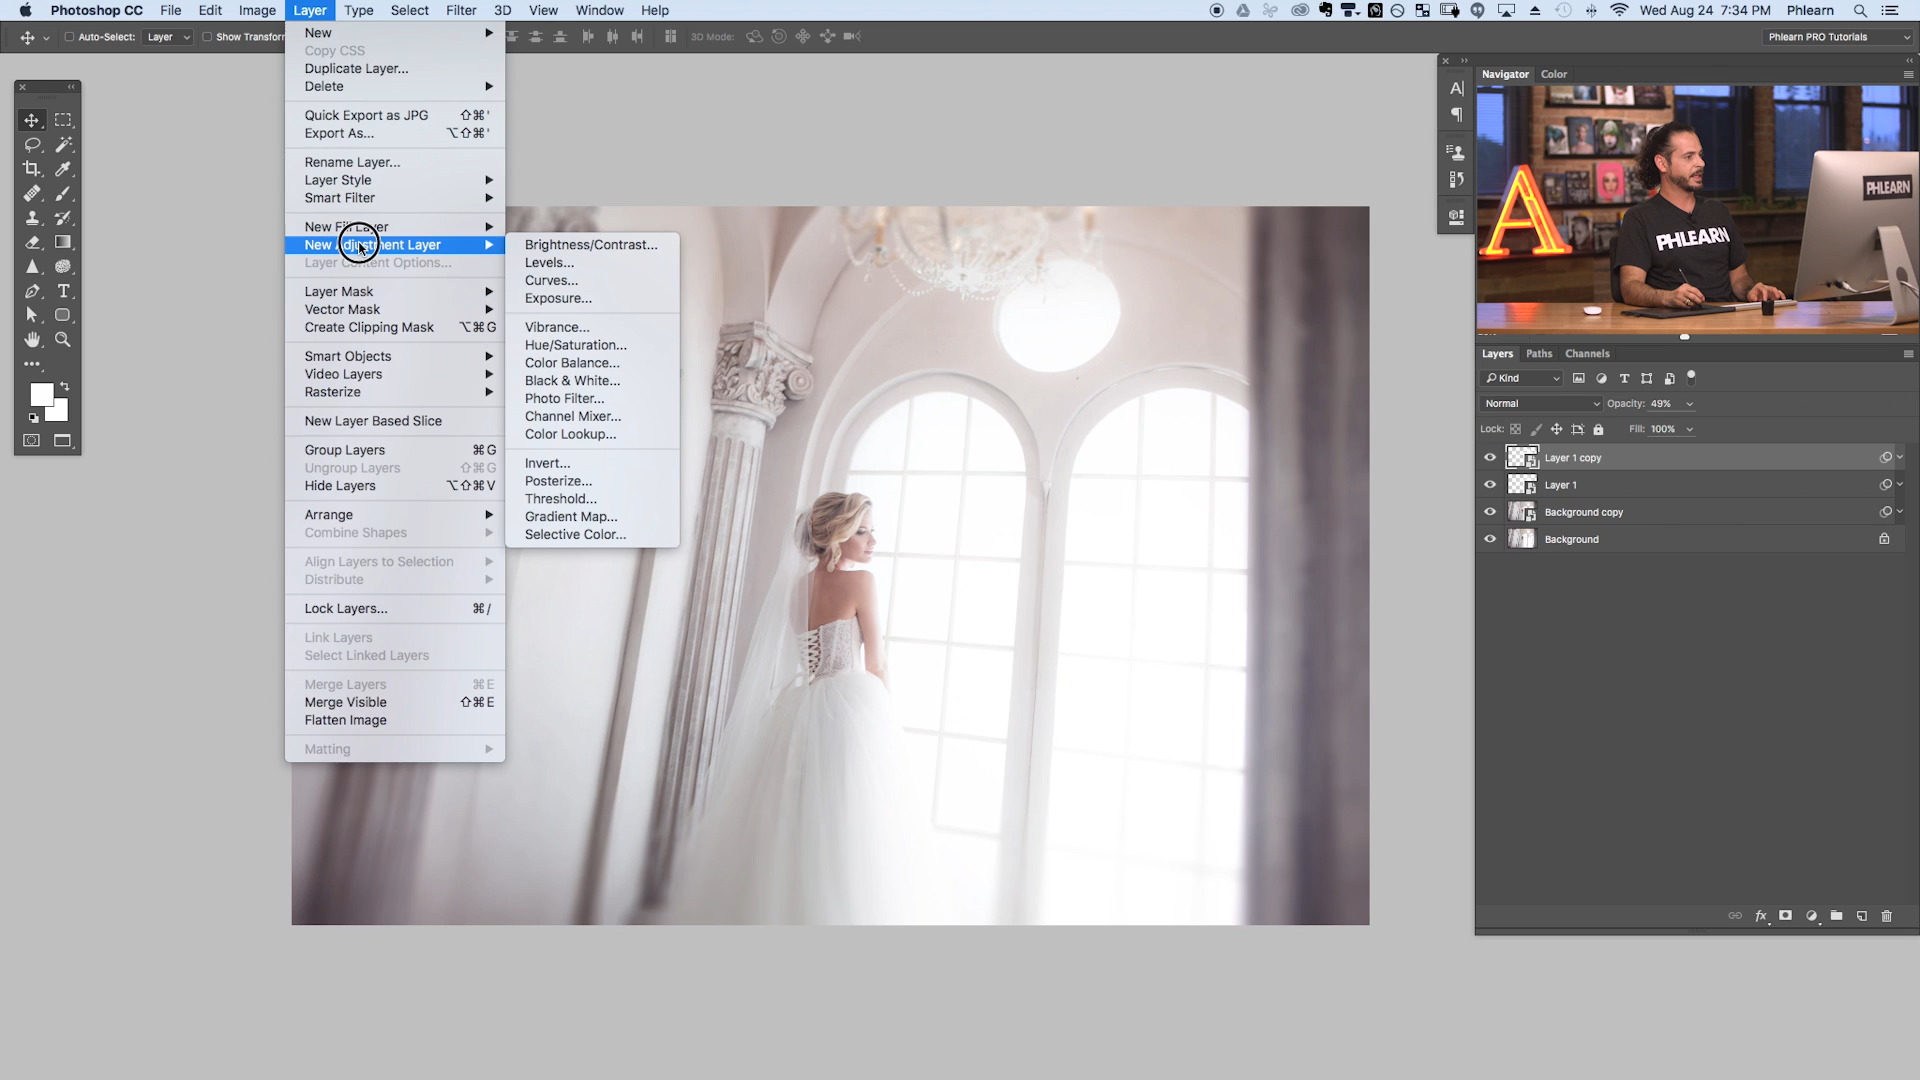 Photoshop CC File Edit Image Layer Type Select Filter 3D View Window Help Wed Aug 24 7:34 PM Phlearn
Auto-Select: Layer Show Transform 3D Mode: Phlearn PRO Tutorials
New
Copy CSS
Duplicate Layer...
Delete
Quick Export as JPG ⇧⌘'
Export As... ⌥⇧⌘'
Rename Layer...
Layer Style
Smart Filter
New Fill Layer
New Adjustment Layer
Layer Content Options...
Layer Mask
Vector Mask
Create Clipping Mask ⌥⌘G
Smart Objects
Video Layers
Rasterize
New Layer Based Slice
Group Layers ⌘G
Ungroup Layers ⇧⌘G
Hide Layers ⌥⇧⌘V
Arrange
Combine Shapes
Align Layers to Selection
Distribute
Lock Layers... ⌘/
Link Layers
Select Linked Layers
Merge Layers ⌘E
Merge Visible ⇧⌘E
Flatten Image
Matting
Brightness/Contrast...
Levels...
Curves...
Exposure...
Vibrance...
Hue/Saturation...
Color Balance...
Black & White...
Photo Filter...
Channel Mixer...
Color Lookup...
Invert...
Posterize...
Threshold...
Gradient Map...
Selective Color...
Navigator Color
A
PHLEARN
PHLEARN
Layers Paths Channels
Kind
Normal Opacity: 49%
Lock: Fill: 100%
Layer 1 copy
Layer 1
Background copy
Background
fx